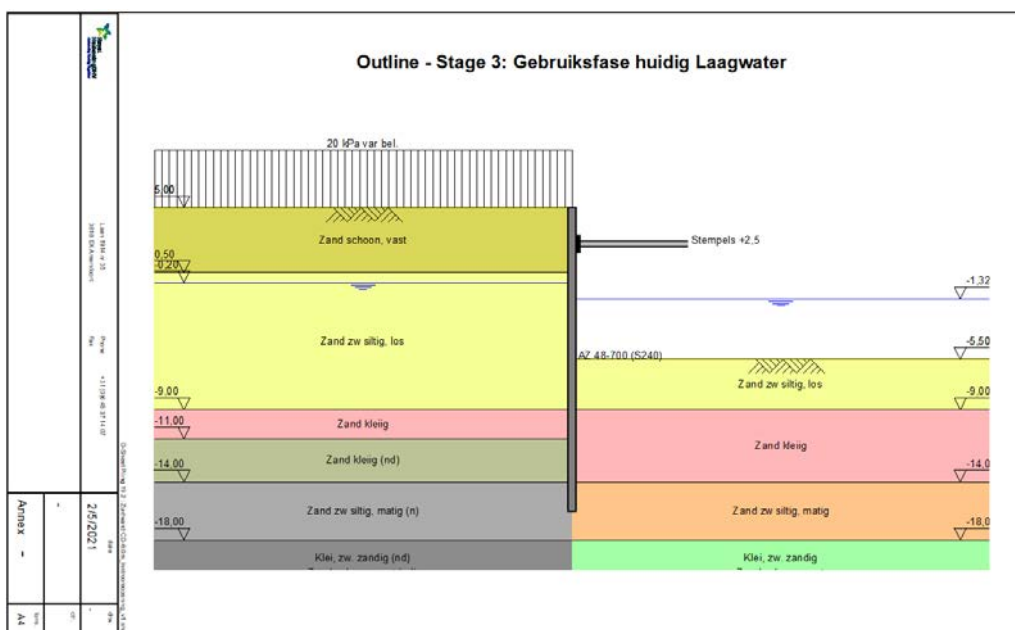 Outline - Stage 3: Gebruiksfase huidig Laagwater
20 kPa var bel.
5,00
Zand schoon, vast
Stempels +2,5
0,50
-0,20
-1,32
Zand zw siltig, los
AZ 48-700 (S240)
-5,50
Zand zw siltig, los
-9,00
-9,00
Zand kleiig
-11,00
Zand kleiig
Zand kleiig (nd)
-14,00
-14,0
Zand zw siltig, matig (n)
Zand zw siltig, matig
-18,00
-18,0
Klei, zw. zandig (nd)
Klei, zw. zandig
Phone
Fax
date
2/5/2021
-
Annex -
A4